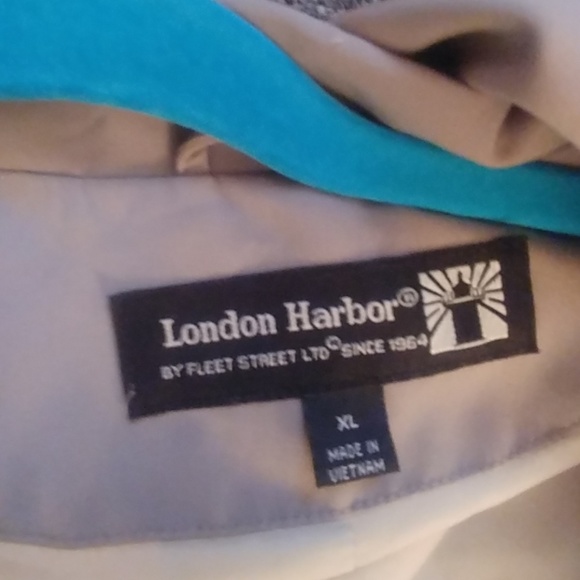 London Harbor®
BY FLEET STREET LTD© SINCE 1964
XL
MADE IN
VIETNAM